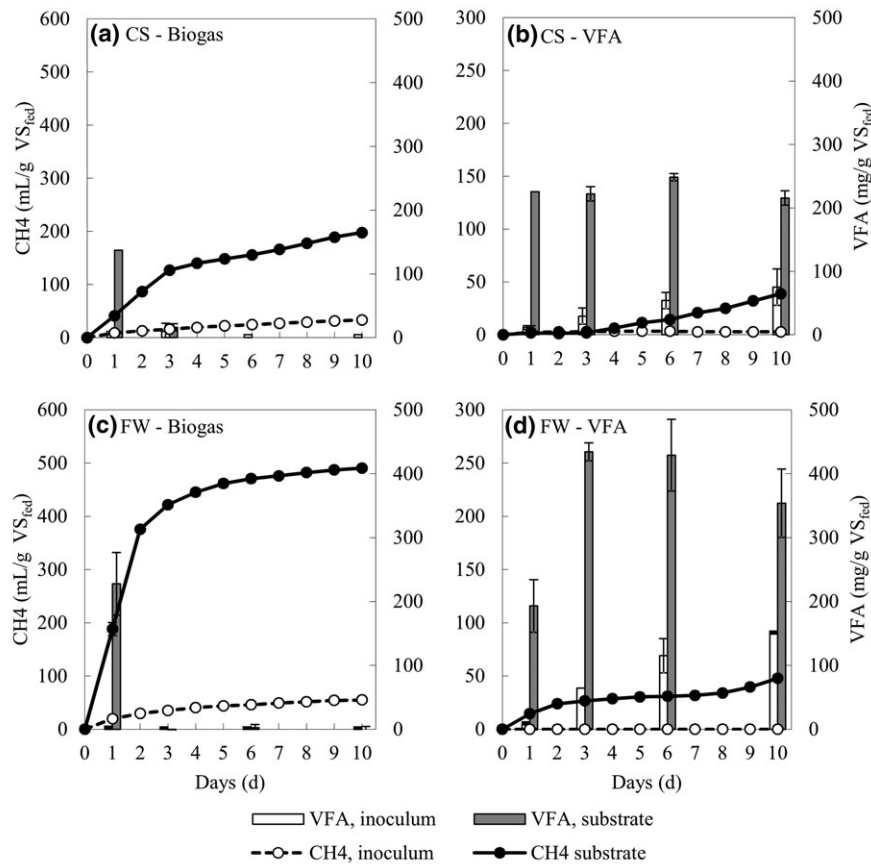 (a) CS - Biogas
CH4 (mL/g VSfed)
600
500
400
300
200
100
0
500
400
300
200
100
0
0 1 2 3 4 5 6 7 8 9 10
(b) CS - VFA
300
250
200
150
100
50
0
500
400
300
200
100
0
VFA (mg/g VSfed)
0 1 2 3 4 5 6 7 8 9 10
(c) FW - Biogas
CH4 (mL/g VSfed)
600
500
400
300
200
100
0
500
400
300
200
100
0
0 1 2 3 4 5 6 7 8 9 10
Days (d)
(d) FW - VFA
300
250
200
150
100
50
0
500
400
300
200
100
0
VFA (mg/g VSfed)
0 1 2 3 4 5 6 7 8 9 10
Days (d)
VFA, inoculum
VFA, substrate
CH4, inoculum
CH4 substrate